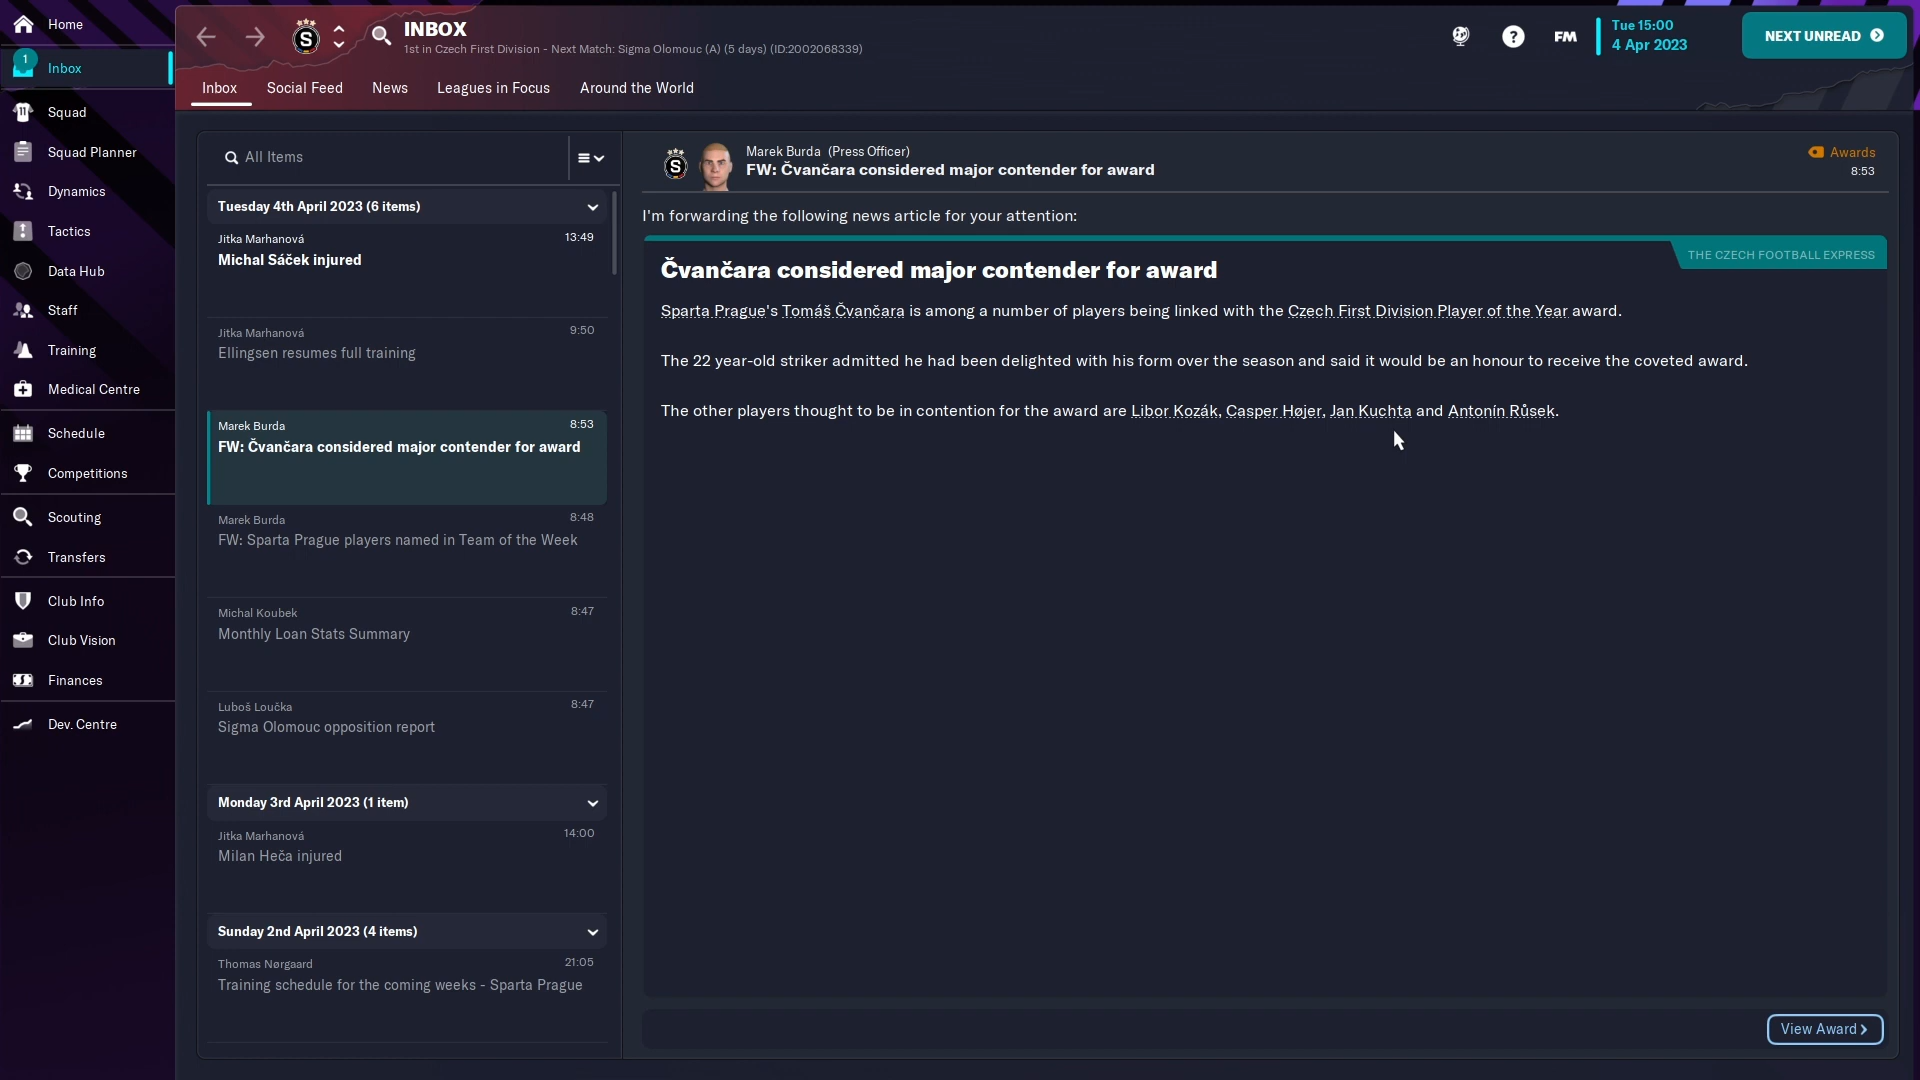 Home
1
Inbox
Squad
Squad Planner
Dynamics
Tactics
Data Hub
Staff
Training
Medical Centre
Schedule
Competitions
Scouting
Transfers
Club Info
Club Vision
Finances
Dev. Centre
S
INBOX
1st in Czech First Division - Next Match: Sigma Olomouc (A) (5 days) (ID:2002068339)
?
FM
Tue 15:00
4 Apr 2023
NEXT UNREAD
Inbox Social Feed News Leagues in Focus Around the World
All Items
Tuesday 4th April 2023 (6 items)
Jitka Marhanová 13:49
Michal Sáček injured
Jitka Marhanová 9:50
Ellingsen resumes full training
Marek Burda 8:53
FW: Čvančara considered major contender for award
Marek Burda 8:48
FW: Sparta Prague players named in Team of the Week
Michal Koubek 8:47
Monthly Loan Stats Summary
Luboš Loučka 8:47
Sigma Olomouc opposition report
Monday 3rd April 2023 (1 item)
Jitka Marhanová 14:00
Milan Heča injured
Sunday 2nd April 2023 (4 items)
Thomas Nørgaard 21:05
Training schedule for the coming weeks - Sparta Prague
S
Marek Burda (Press Officer)
FW: Čvančara considered major contender for award
Awards
8:53
I'm forwarding the following news article for your attention:
THE CZECH FOOTBALL EXPRESS
Čvančara considered major contender for award
Sparta Prague's Tomáš Čvančara is among a number of players being linked with the Czech First Division Player of the Year award.
The 22 year-old striker admitted he had been delighted with his form over the season and said it would be an honour to receive the coveted award.
The other players thought to be in contention for the award are Libor Kozák, Casper Højer, Jan Kuchta and Antonín Růsek.
View Award